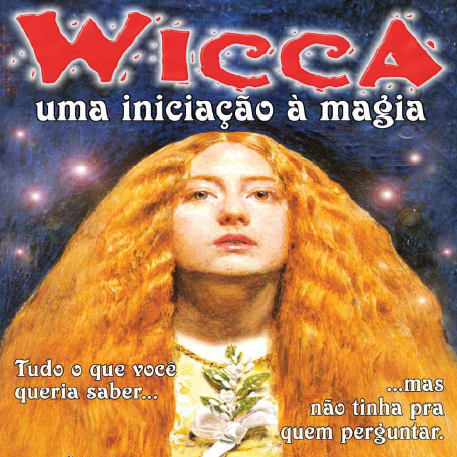 WICCA
uma iniciação à magia
Tudo o que você
queria saber...
...mas
não tinha pra
quem perguntar.